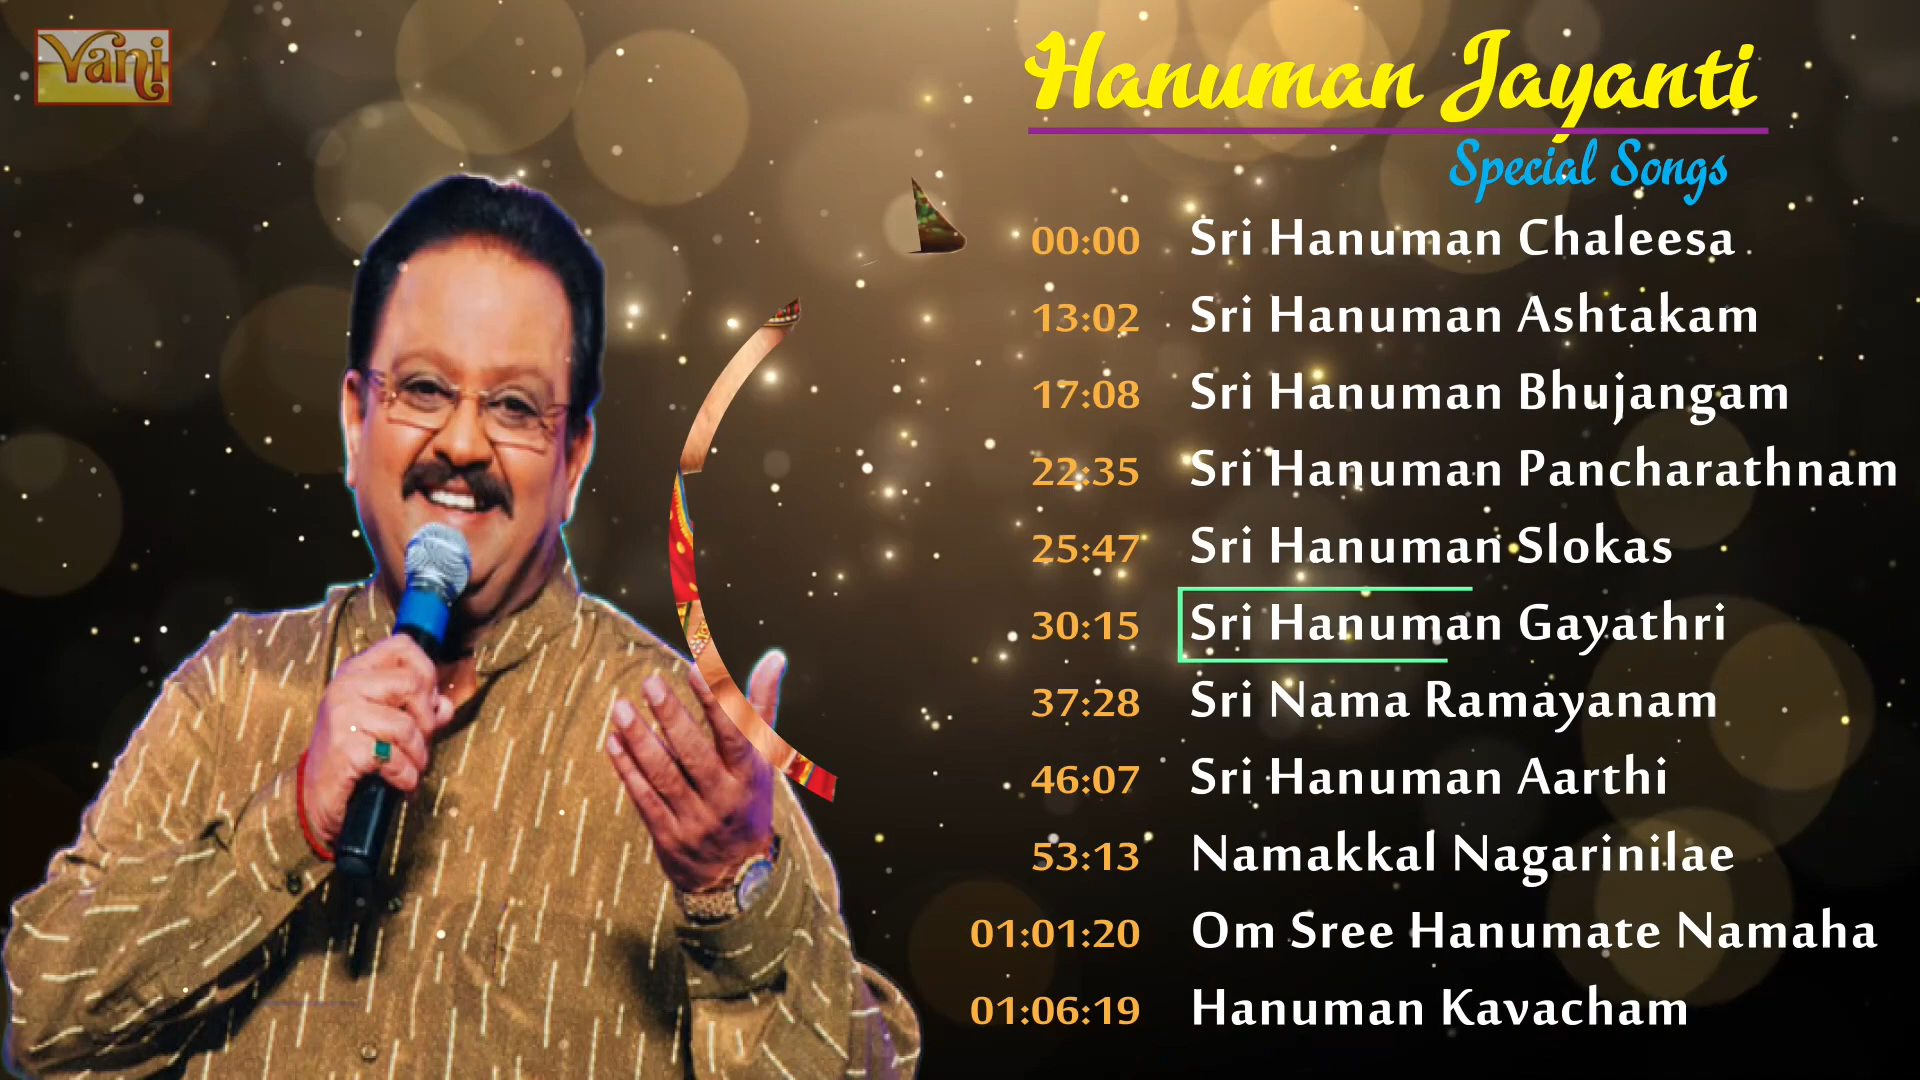 Vani
Hanuman Jayanti
Special Songs
00:00 Sri Hanuman Chaleesa
13:02 Sri Hanuman Ashtakam
17:08 Sri Hanuman Bhujangam
22:35 Sri Hanuman Pancharathnam
25:47 Sri Hanuman Slokas
30:15 Sri Hanuman Gayathri
37:28 Sri Nama Ramayanam
46:07 Sri Hanuman Aarthi
53:13 Namakkal Nagarinilae
01:01:20 Om Sree Hanumate Namaha
01:06:19 Hanuman Kavacham